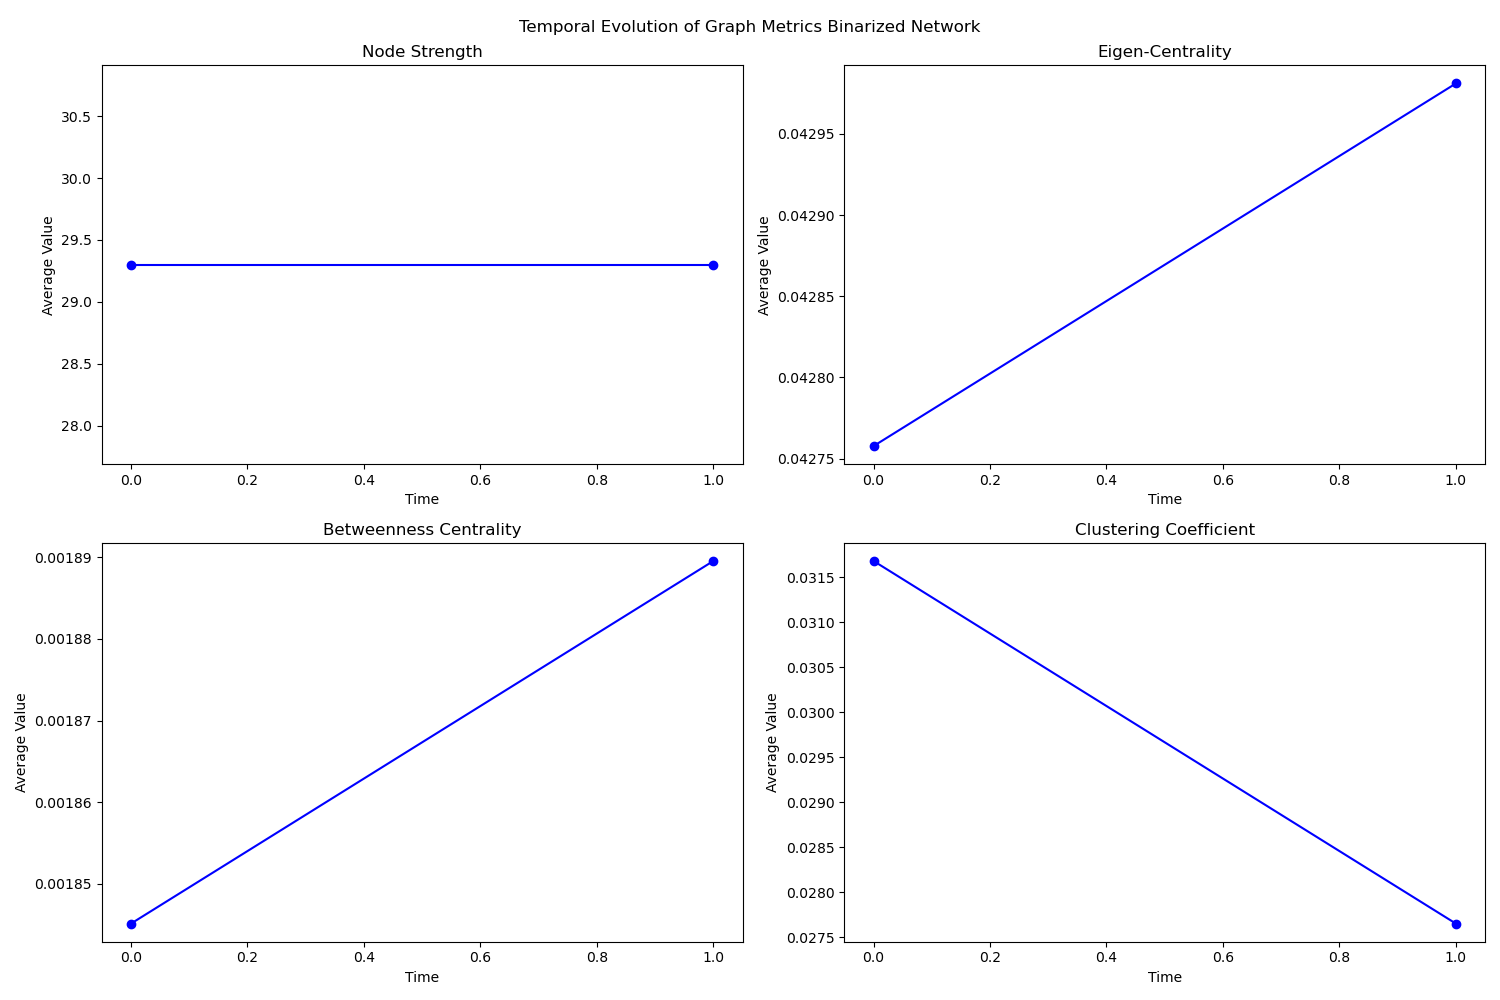 Temporal Evolution of Graph Metrics Binarized Network
Node Strength
Average Value
30.5
30.0
29.5
29.0
28.5
28.0
0.0 0.2 0.4 0.6 0.8 1.0
Time
Eigen-Centrality
Average Value
0.04295
0.04290
0.04285
0.04280
0.04275
0.0 0.2 0.4 0.6 0.8 1.0
Time
Betweenness Centrality
Average Value
0.00189
0.00188
0.00187
0.00186
0.00185
0.0 0.2 0.4 0.6 0.8 1.0
Time
Clustering Coefficient
Average Value
0.0315
0.0310
0.0305
0.0300
0.0295
0.0290
0.0285
0.0280
0.0275
0.0 0.2 0.4 0.6 0.8 1.0
Time